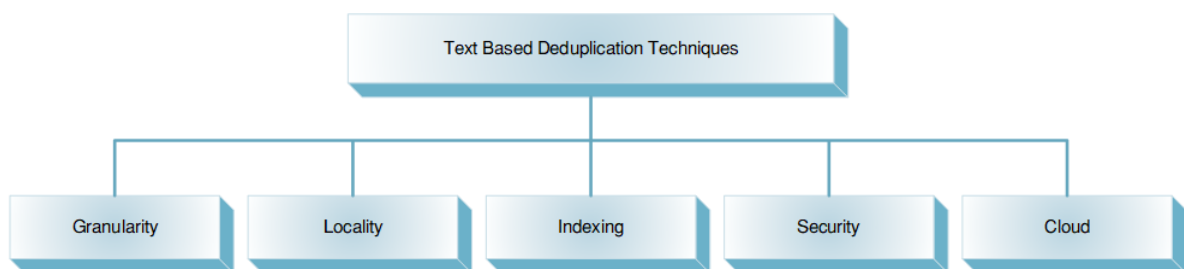 Text Based Deduplication Techniques
Granularity
Locality
Indexing
Security
Cloud